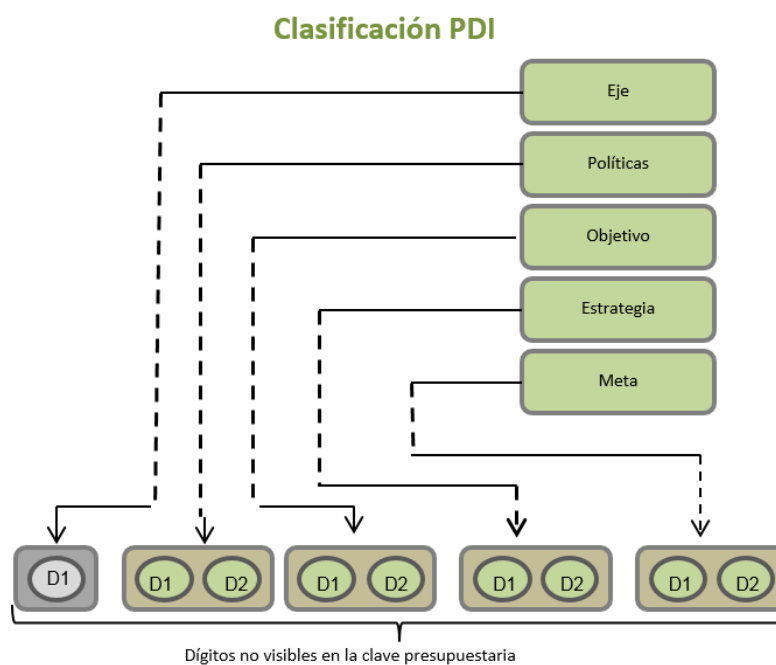 Clasificación PDI
Eje
Políticas
Objetivo
Estrategia
Meta
D1 D1 D2 D1 D2 D1 D2 D1 D2
Dígitos no visibles en la clave presupuestaria